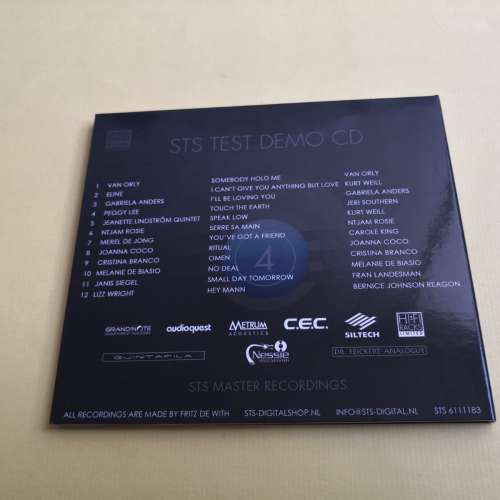 STS TEST DEMO CD
1 VAN ORLY SOMEBODY HOLD ME VAN ORLY
2 ELINE I CAN'T GIVE YOU ANYTHING BUT LOVE KURT WEILL
3 GABRIELA ANDERS I'LL BE LOVING YOU GABRIELA ANDERS
4 PEGGY LEE TOUCH THE EARTH JERI SOUTHERN
5 JEANETTE LINDSTRÖM QUINTET SPEAK LOW KURT WEILL
6 NTJAM ROSIE SERRE SA MAIN NTJAM ROSIE
7 MEREL DE JONG YOU'VE GOT A FRIEND CAROLE KING
8 JOANNA COCO RITUAL JOANNA COCO
9 CRISTINA BRANCO OMEN CRISTINA BRANCO
10 MELANIE DE BIASIO NO DEAL MELANIE DE BIASIO
11 JANIS SIEGEL SMALL DAY TOMORROW FRAN LANDESMAN
12 LIZZ WRIGHT HEY MANN BERNICE JOHNSON REAGON
4
GRANDINOTE audioquest METRUM ACOUSTICS C.E.C. SILTECH HIFI RACKS LIMITED
QUINTAFILA Nessie DR. FEICKERT ANALOGUE
STS MASTER RECORDINGS
ALL RECORDINGS ARE MADE BY FRITZ DE WITH STS-DIGITALSHOP.NL INFO@STS-DIGITAL.NL STS 6111183